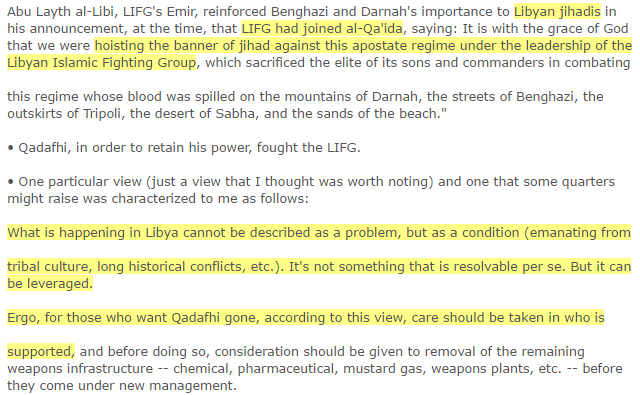 Abu Layth al-Libi, LIFG's Emir, reinforced Benghazi and Darnah's importance to Libyan jihadis in
his announcement, at the time, that LIFG had joined al-Qa'ida, saying: It is with the grace of God
that we were hoisting the banner of jihad against this apostate regime under the leadership of the
Libyan Islamic Fighting Group, which sacrificed the elite of its sons and commanders in combating
this regime whose blood was spilled on the mountains of Darnah, the streets of Benghazi, the
outskirts of Tripoli, the desert of Sabha, and the sands of the beach."
• Qadafhi, in order to retain his power, fought the LIFG.
• One particular view (just a view that I thought was worth noting) and one that some quarters
might raise was characterized to me as follows:
What is happening in Libya cannot be described as a problem, but as a condition (emanating from
tribal culture, long historical conflicts, etc.). It's not something that is resolvable per se. But it can
be leveraged.
Ergo, for those who want Qadafhi gone, according to this view, care should be taken in who is
supported, and before doing so, consideration should be given to removal of the remaining
weapons infrastructure -- chemical, pharmaceutical, mustard gas, weapons plants, etc. -- before
they come under new management.